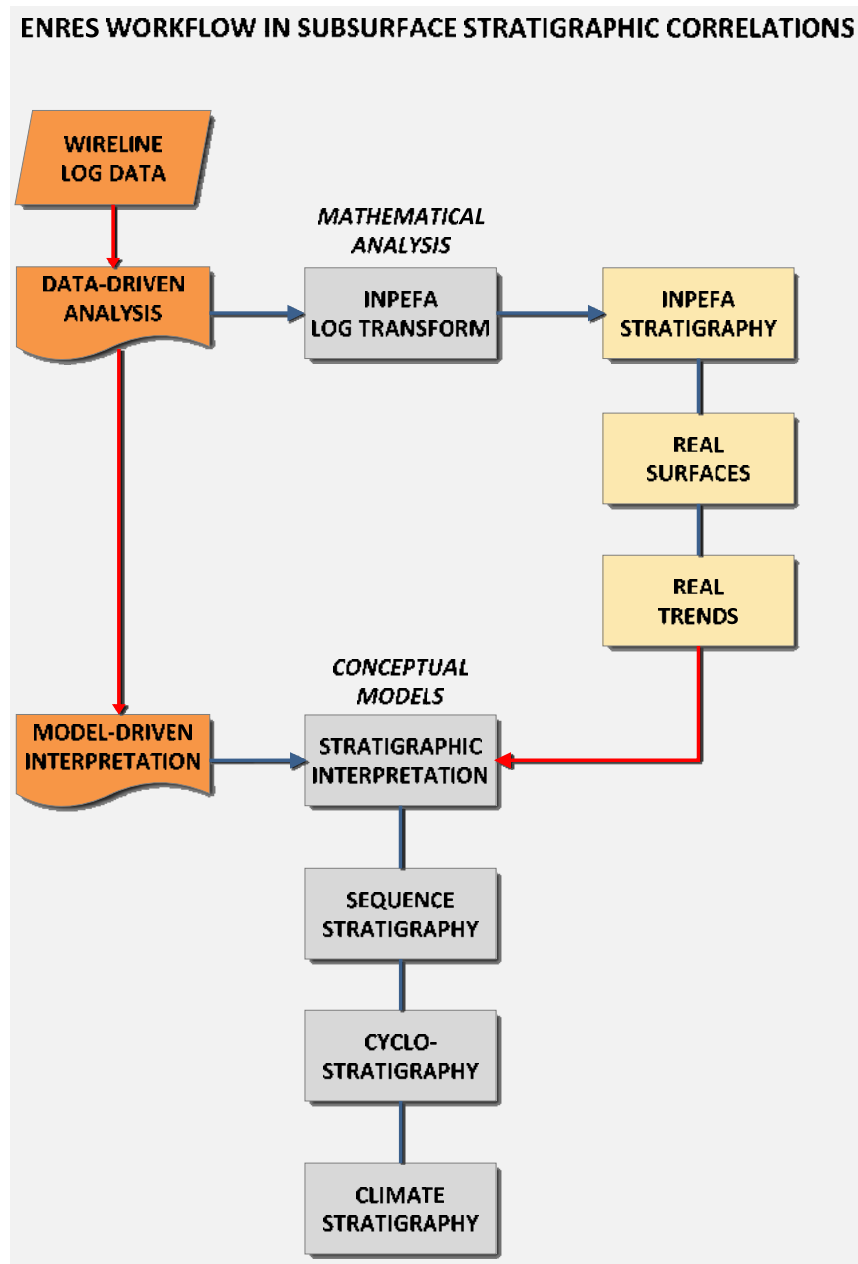 ENRES WORKFLOW IN SUBSURFACE STRATIGRAPHIC CORRELATIONS
WIRELINE
LOG DATA
MATHEMATICAL
ANALYSIS
DATA-DRIVEN
ANALYSIS
INPEFA
LOG TRANSFORM
INPEFA
STRATIGRAPHY
REAL
SURFACES
REAL
TRENDS
CONCEPTUAL
MODELS
MODEL-DRIVEN
INTERPRETATION
STRATIGRAPHIC
INTERPRETATION
SEQUENCE
STRATIGRAPHY
CYCLO-
STRATIGRAPHY
CLIMATE
STRATIGRAPHY